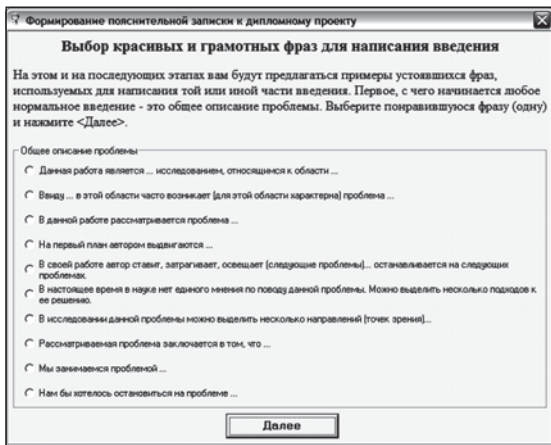 Формирование пояснительной записки к дипломному проекту
Выбор красивых и грамотных фраз для написания введения
На этом и на последующих этапах вам будут предлагаться примеры устоявшихся фраз,
используемых для написания той или иной части введения. Первое, с чего начинается любое
нормальное введение - это общее описание проблемы. Выберите понравившуюся фразу (одну)
и нажмите <Далее>.
Общее описание проблемы
Данная работа является ... исследованием, относящимся к области ...
Ввиду ... в этой области часто возникает (для этой области характерна) проблема ...
В данной работе рассматривается проблема ...
На первый план автором выдвигаются ...
В своей работе автор ставит, затрагивает, освещает (следующие проблемы)... останавливается на следующих
проблемах.
В настоящее время в науке нет единого мнения по поводу данной проблемы. Можно выделить несколько подходов к
ее решению.
В исследовании данной проблемы можно выделить несколько направлений (точек зрения)...
Рассматриваемая проблема заключается в том, что ...
Мы занимаемся проблемой ...
Нам бы хотелось остановиться на проблеме ...
Далее